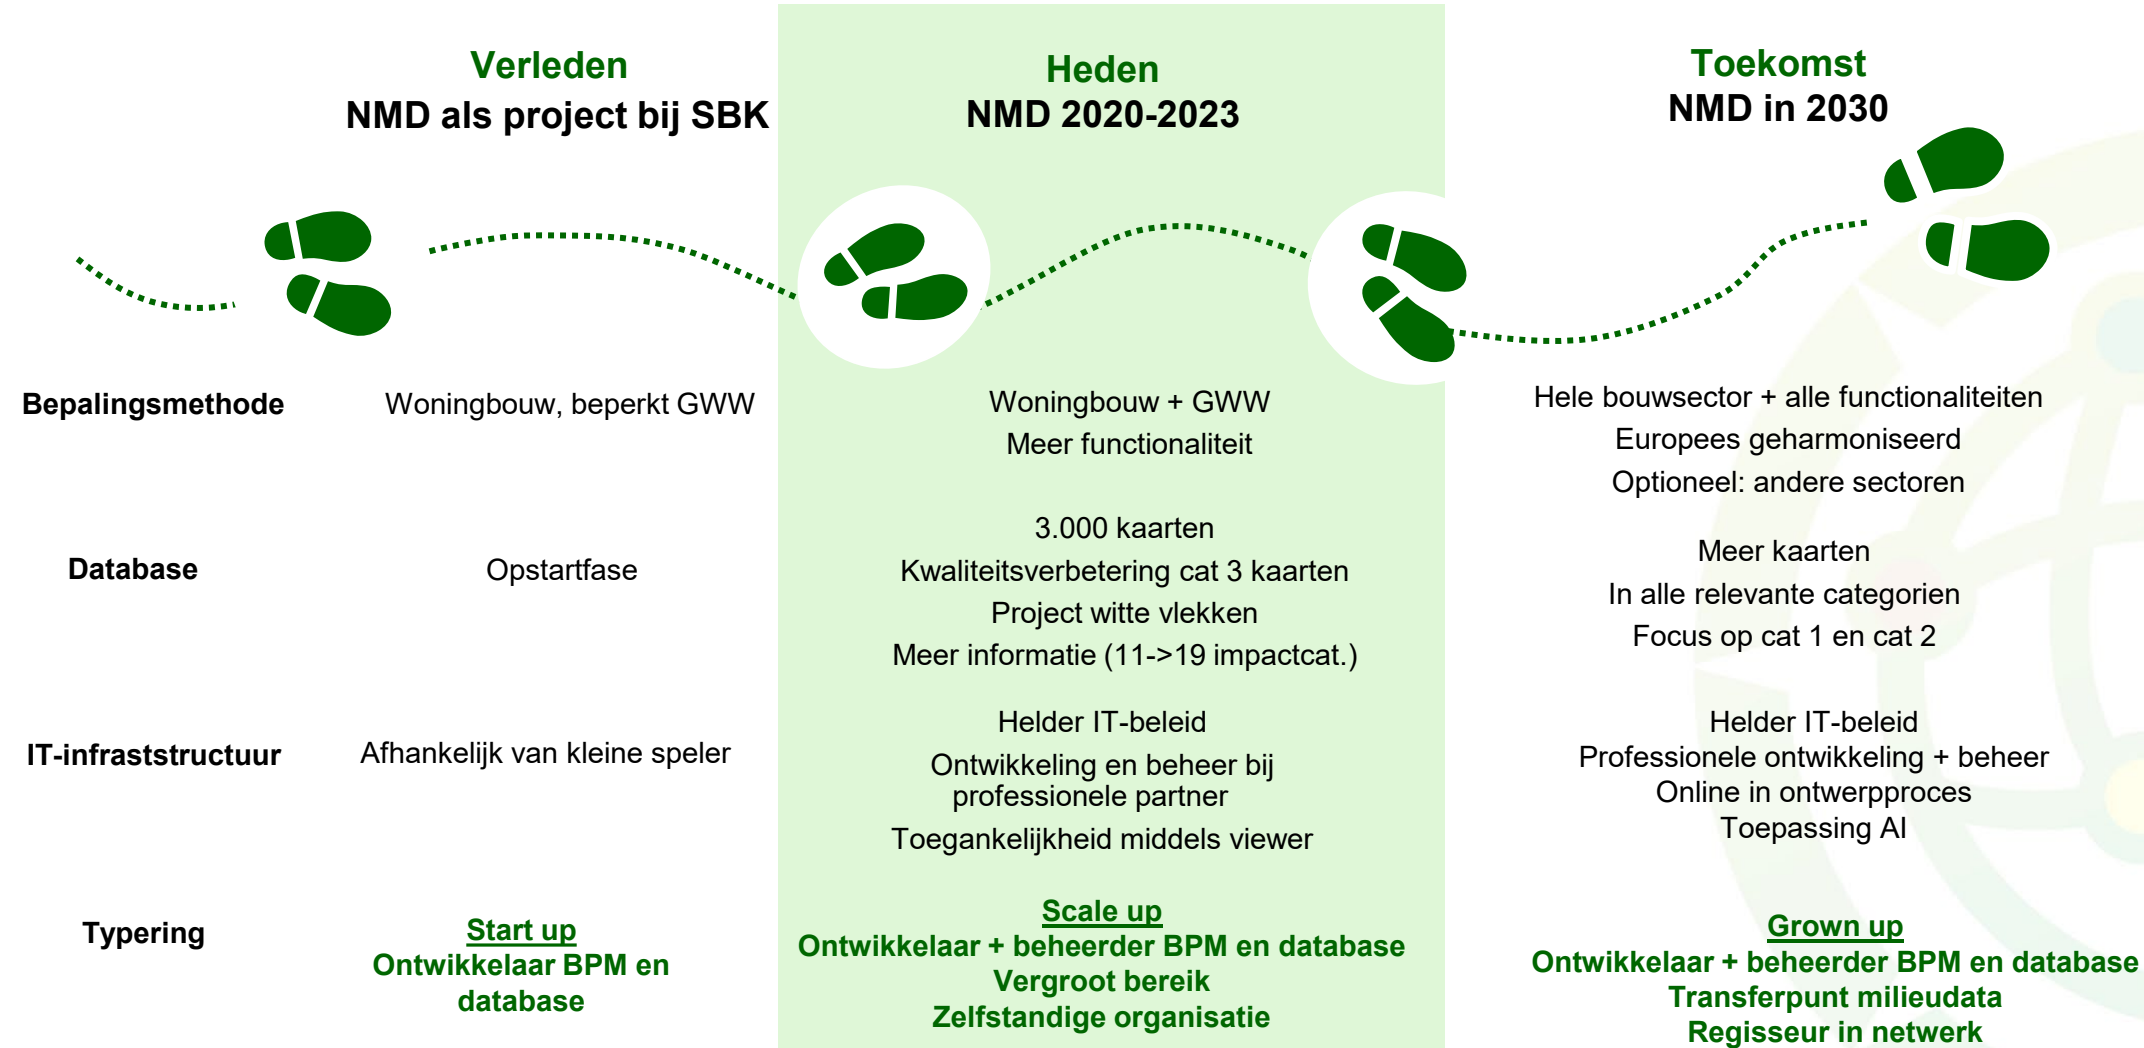 Verleden
NMD als project bij SBK
Heden
NMD 2020-2023
Toekomst
NMD in 2030
Bepalingsmethode
Woningbouw, beperkt GWW
Woningbouw + GWW
Meer functionaliteit
Hele bouwsector + alle functionaliteiten
Europees geharmoniseerd
Optioneel: andere sectoren
Database
Opstartfase
3.000 kaarten
Kwaliteitsverbetering cat 3 kaarten
Project witte vlekken
Meer informatie (11->19 impactcat.)
Meer kaarten
In alle relevante categorien
Focus op cat 1 en cat 2
IT-infraststructuur
Afhankelijk van kleine speler
Helder IT-beleid
Ontwikkeling en beheer bij
professionele partner
Toegankelijkheid middels viewer
Helder IT-beleid
Professionele ontwikkeling + beheer
Online in ontwerpproces
Toepassing AI
Typering
Start up
Ontwikkelaar BPM en
database
Scale up
Ontwikkelaar + beheerder BPM en database
Vergroot bereik
Zelfstandige organisatie
Grown up
Ontwikkelaar + beheerder BPM en database
Transferpunt milieudata
Regisseur in netwerk